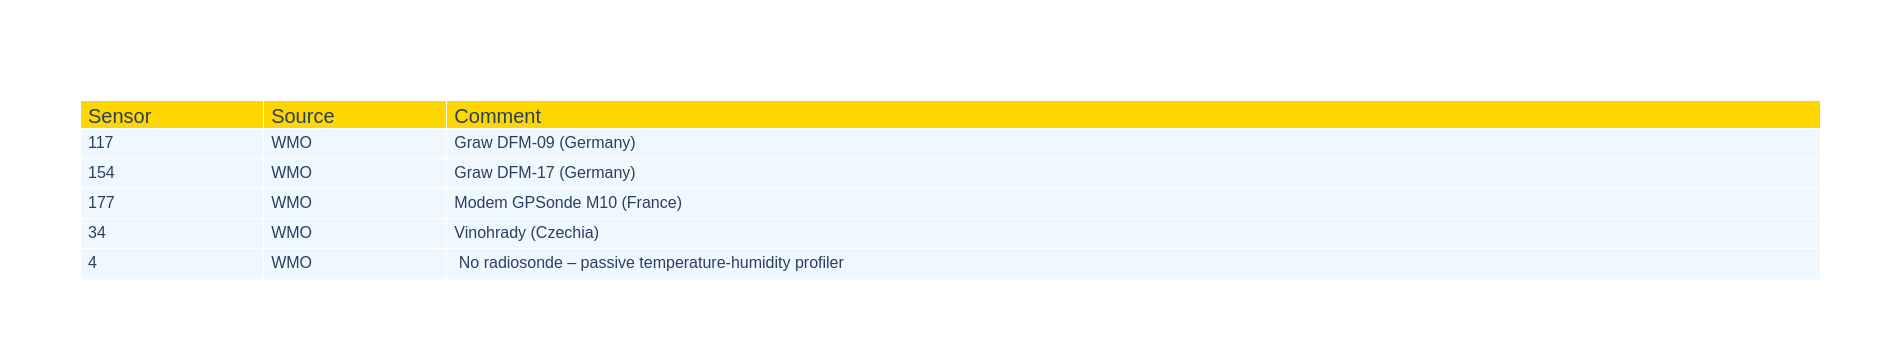 Sensor Source Comment
117 WMO Graw DFM-09 (Germany)
154 WMO Graw DFM-17 (Germany)
177 WMO Modem GPSonde M10 (France)
34 WMO Vinohrady (Czechia)
4 WMO No radiosonde – passive temperature-humidity profiler